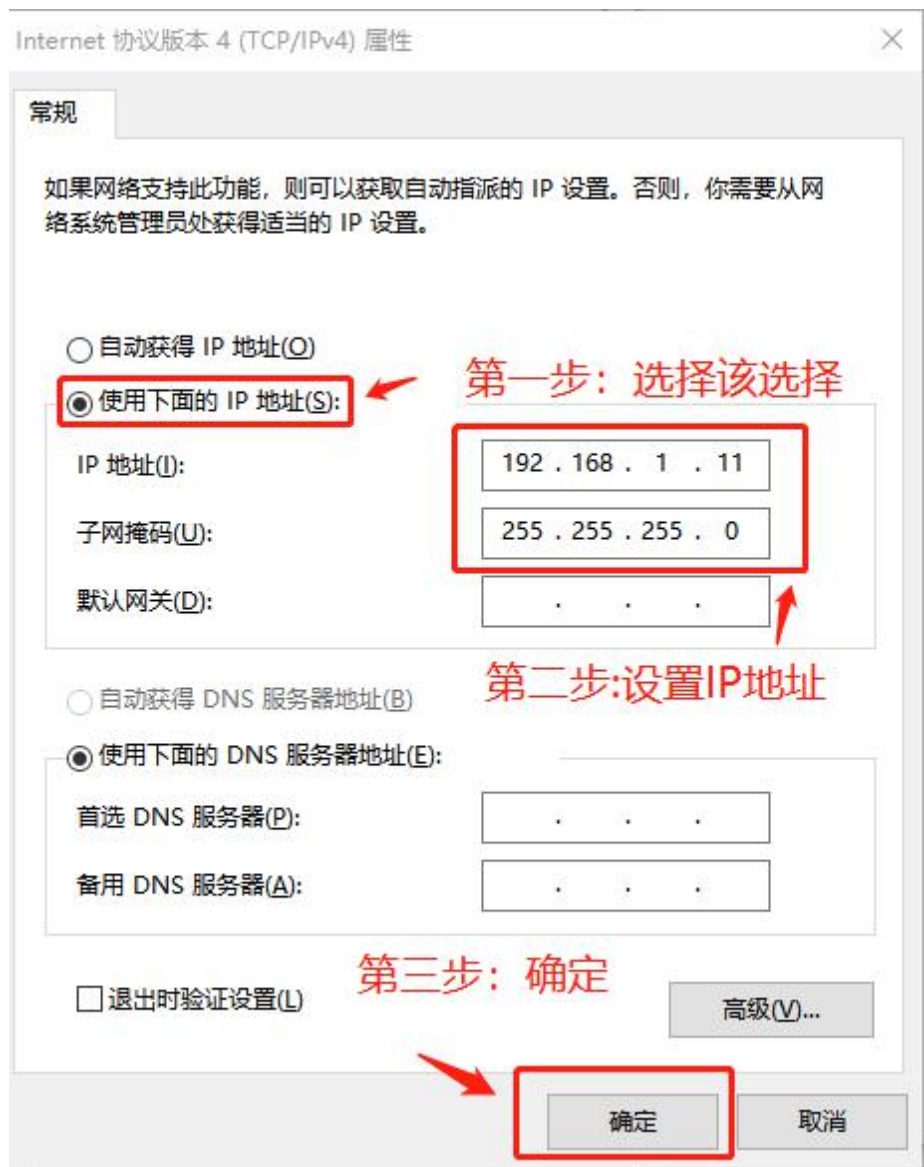 Internet 协议版本 4 (TCP/IPv4) 属性
常规
如果网络支持此功能，则可以获取自动指派的 IP 设置。否则，你需要从网
络系统管理员处获得适当的 IP 设置。
自动获得 IP 地址(O)
第一步：选择该选择
使用下面的 IP 地址(S):
IP 地址(I): 192 . 168 . 1 . 11
子网掩码(U): 255 . 255 . 255 . 0
默认网关(D): . . .
第二步:设置IP地址
自动获得 DNS 服务器地址(B)
使用下面的 DNS 服务器地址(E):
首选 DNS 服务器(P): . . .
备用 DNS 服务器(A): . . .
第三步：确定
退出时验证设置(L)
高级(V)...
确定 取消